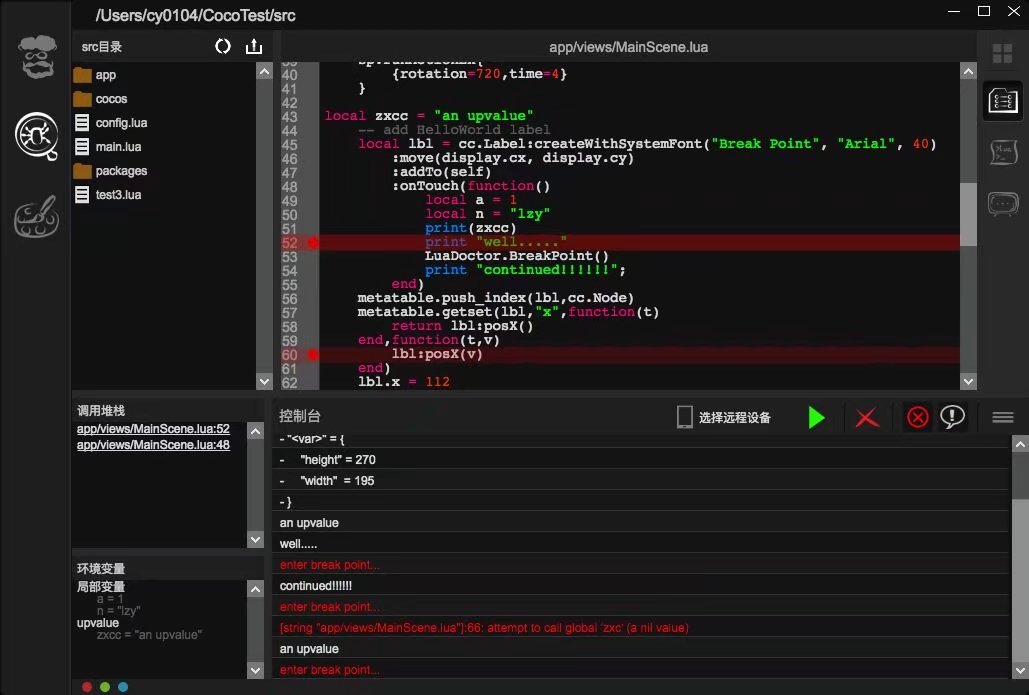 /Users/cy0104/CocoTest/src
src目录
app/views/MainScene.lua
app
cocos
config.lua
main.lua
packages
test3.lua
40 {rotation=720,time=4}
41 }
42
43 local zxcc = "an upvalue"
44 -- add HelloWorld label
45 local lbl = cc.Label:createWithSystemFont("Break Point", "Arial", 40)
46 :move(display.cx, display.cy)
47 :addTo(self)
48 :onTouch(function()
49 local a = 1
50 local n = "lzy"
51 print(zxcc)
52 print "well....."
53 LuaDoctor.BreakPoint()
54 print "continued!!!!!!";
55 end)
56 metatable.push_index(lbl,cc.Node)
57 metatable.getset(lbl,"x",function(t)
58 return lbl:posX()
59 end,function(t,v)
60 lbl:posX(v)
61 end)
62 lbl.x = 112
调用堆栈
app/views/MainScene.lua:52
app/views/MainScene.lua:48
环境变量
局部变量
a = 1
n = "lzy"
upvalue
zxcc = "an upvalue"
控制台
选择远程设备
- "<var>" = {
- "height" = 270
- "width" = 195
- }
an upvalue
well.....
enter break point...
continued!!!!!!
enter break point...
[string "app/views/MainScene.lua"]:66: attempt to call global 'zxc' (a nil value)
an upvalue
enter break point...